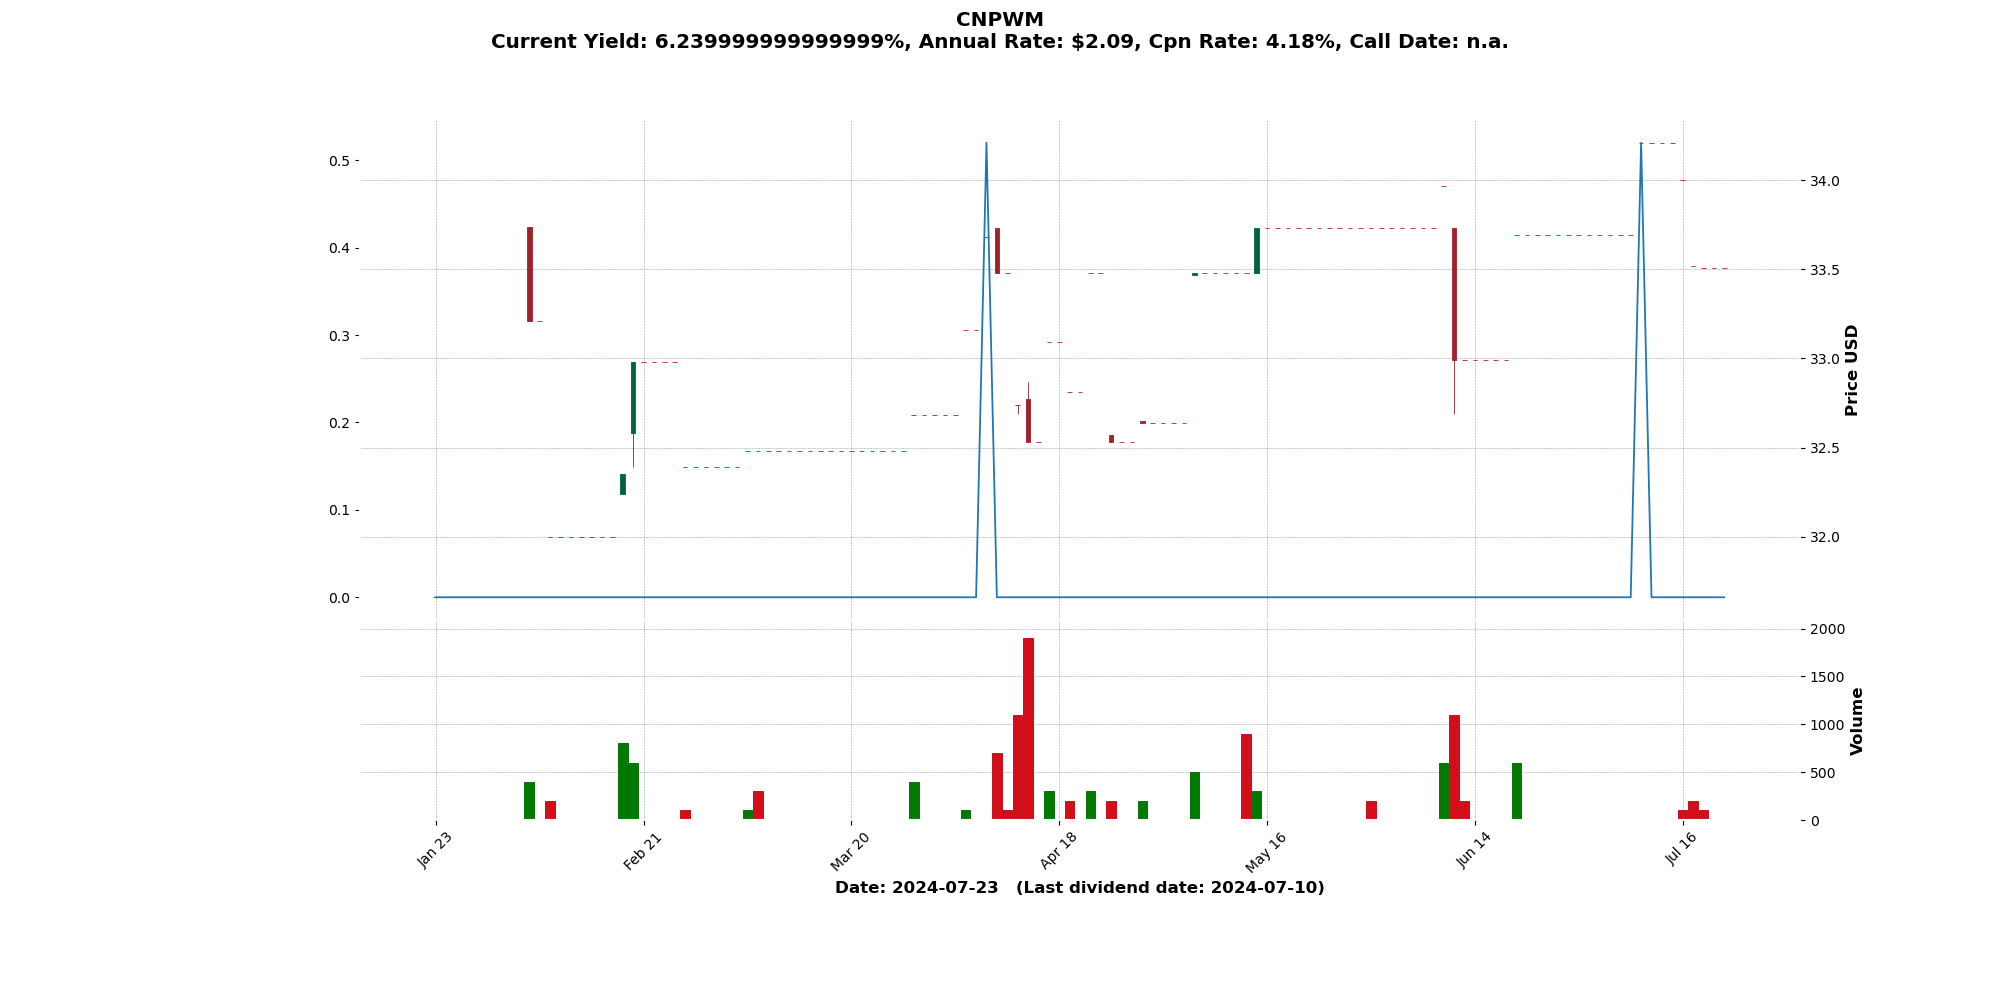 CNPWM
Current Yield: 6.239999999999999%, Annual Rate: $2.09, Cpn Rate: 4.18%, Call Date: n.a.
0.5
0.4
0.3
0.2
0.1
0.0
34.0
33.5
33.0
32.5
32.0
Price USD
2000
1500
1000
500
0
Volume
Jan 23
Feb 21
Mar 20
Apr 18
May 16
Jun 14
Jul 16
Date: 2024-07-23   (Last dividend date: 2024-07-10)